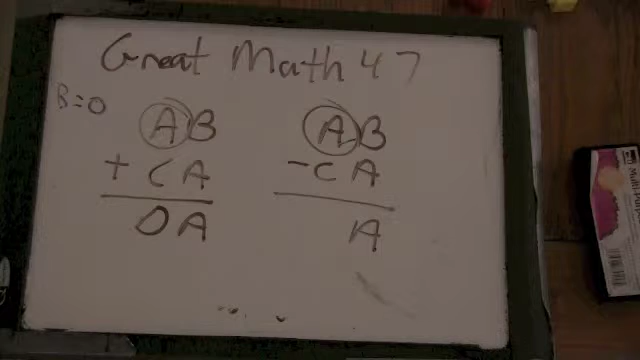 Great Math 47
B=0
AB
+ CA
DA
AB
- CA
A